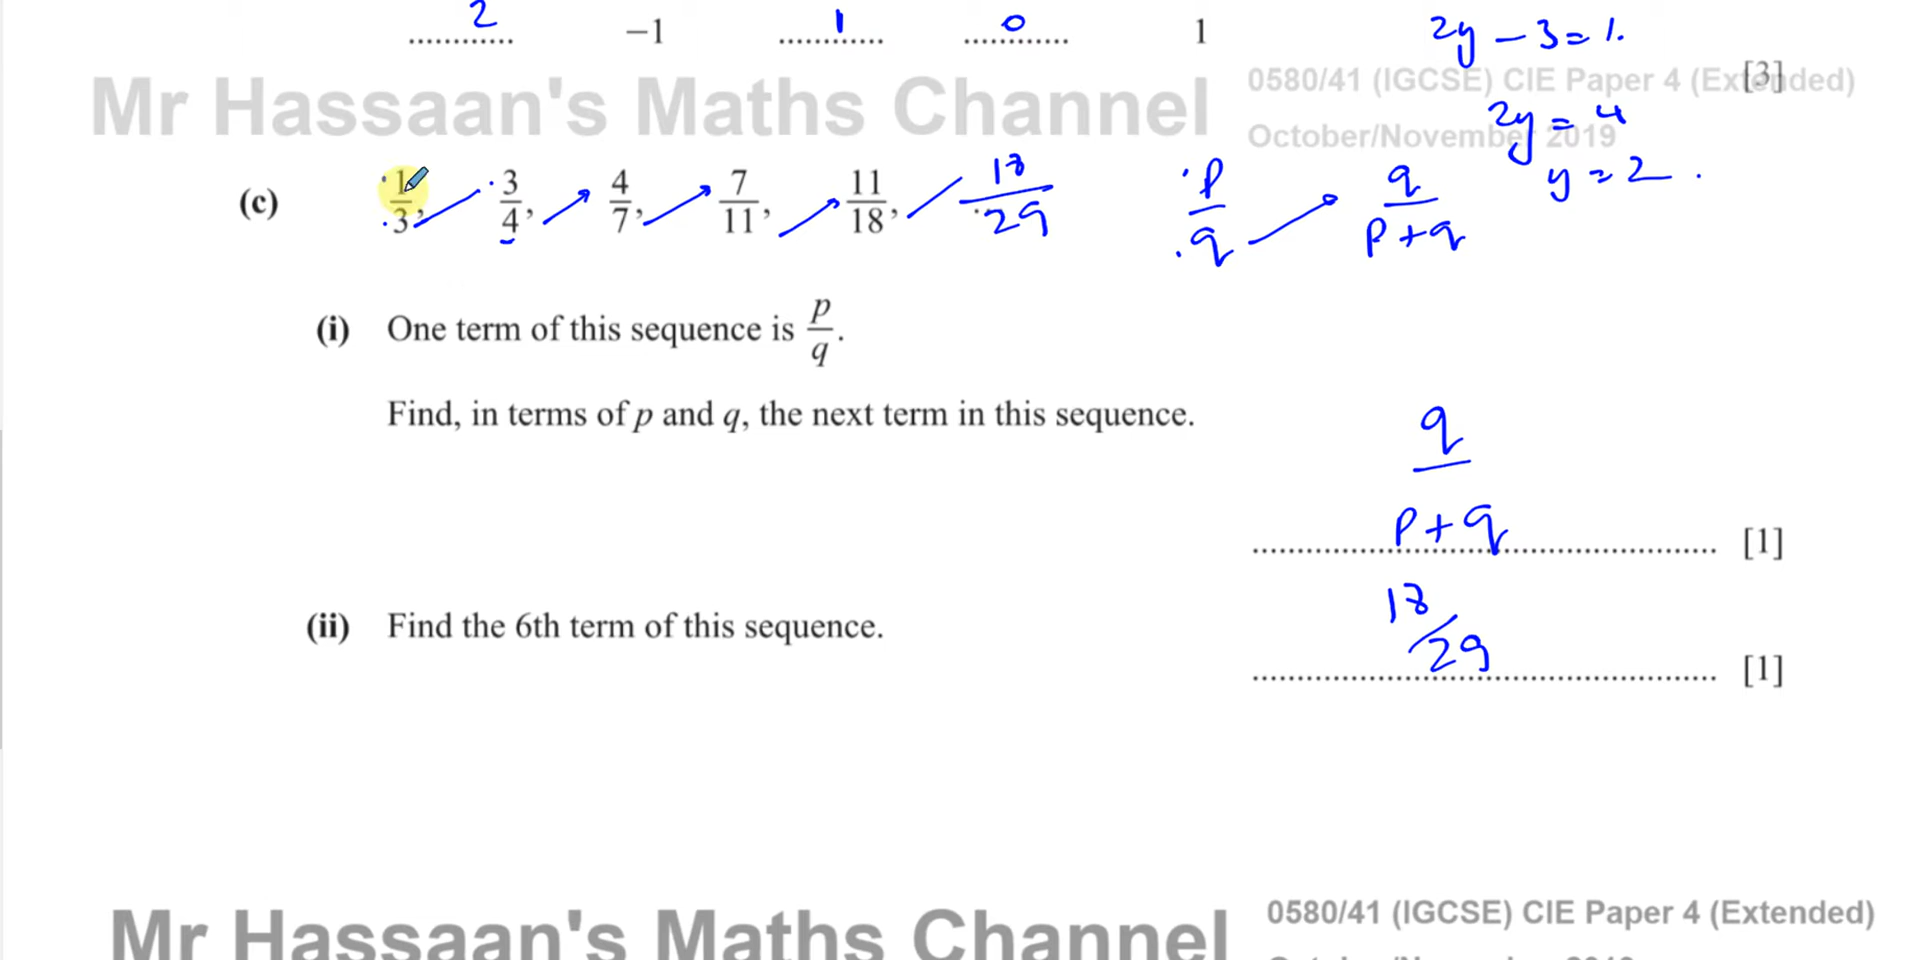 2 −1 1 0 1 2y − 3 = 1.
[3]
Mr Hassaan's Maths Channel 0580/41 (IGCSE) CIE Paper 4 (Extended)
October/November 2019
2y = 4
y = 2.
(c) 1/3, 3/4, 4/7, 7/11, 11/18, 18/29 p/q q/p+q
(i) One term of this sequence is p/q.
Find, in terms of p and q, the next term in this sequence.
q/p+q [1]
(ii) Find the 6th term of this sequence.
18/29 [1]
Mr Hassaan's Maths Channel 0580/41 (IGCSE) CIE Paper 4 (Extended)